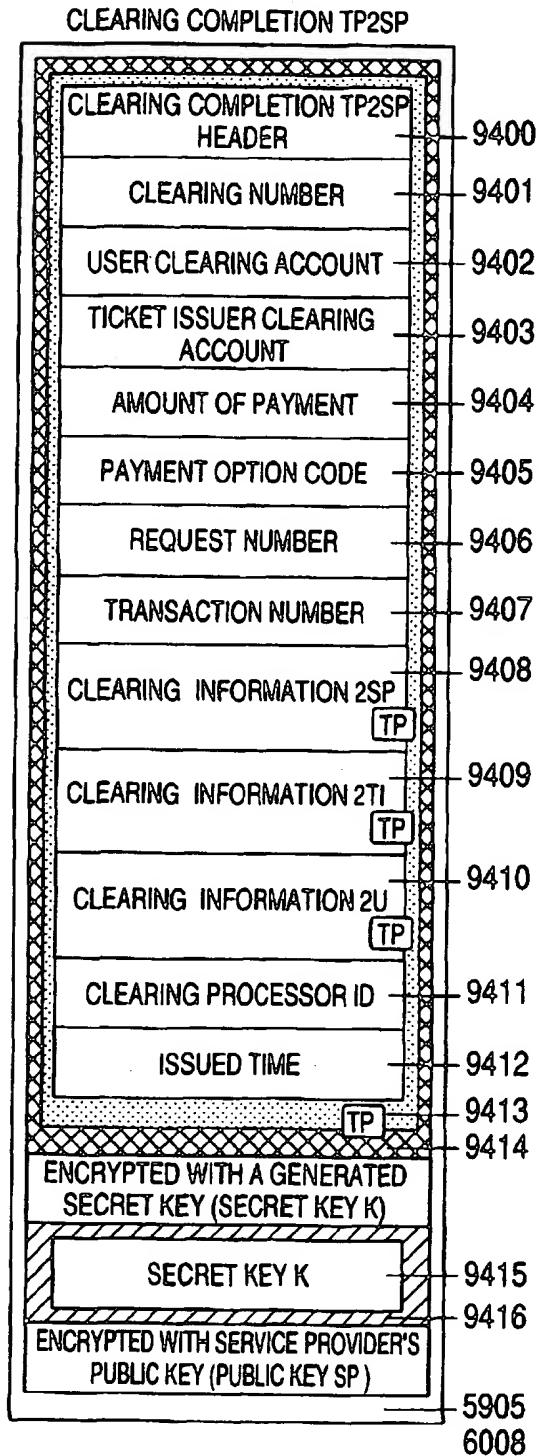 CLEARING COMPLETION TP2SP
CLEARING COMPLETION TP2SP
HEADER
9400
CLEARING NUMBER
9401
USER CLEARING ACCOUNT
9402
TICKET ISSUER CLEARING
ACCOUNT
9403
AMOUNT OF PAYMENT
9404
PAYMENT OPTION CODE
9405
REQUEST NUMBER
9406
TRANSACTION NUMBER
9407
CLEARING INFORMATION 2SP
9408
TP
CLEARING INFORMATION 2TI
9409
TP
CLEARING INFORMATION 2U
9410
TP
CLEARING PROCESSOR ID
9411
ISSUED TIME
9412
TP
9413
9414
ENCRYPTED WITH A GENERATED
SECRET KEY (SECRET KEY K)
SECRET KEY K
9415
9416
ENCRYPTED WITH SERVICE PROVIDER'S
PUBLIC KEY (PUBLIC KEY SP )
5905
6008